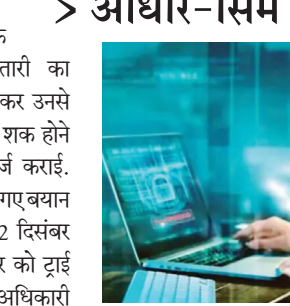 > आधार-सिम
क
तारी का
कर उनसे
शक होने
र्ज कराई.
गए बयान
2 दिसंबर
र को ट्राई
अधिकारी